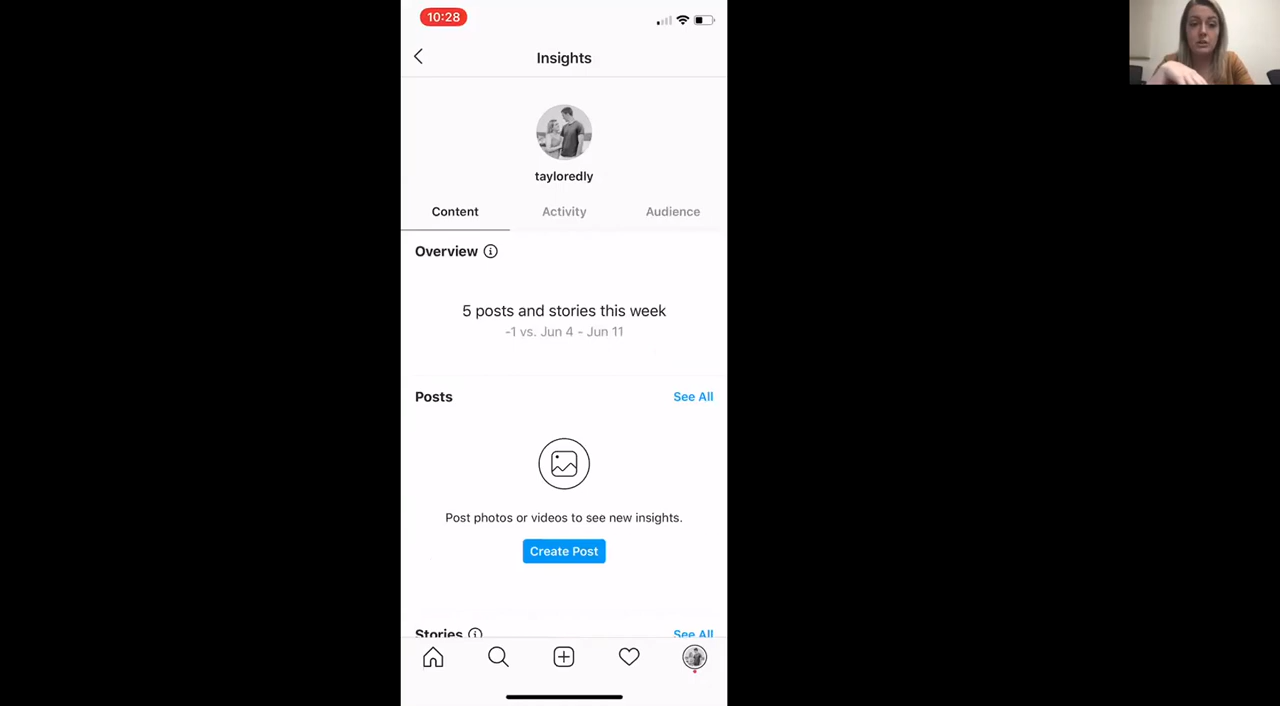 10:28
Insights
tayloredly
Content Activity Audience
Overview
5 posts and stories this week
-1 vs. Jun 4 - Jun 11
Posts See All
Post photos or videos to see new insights.
Create Post
Stories See All